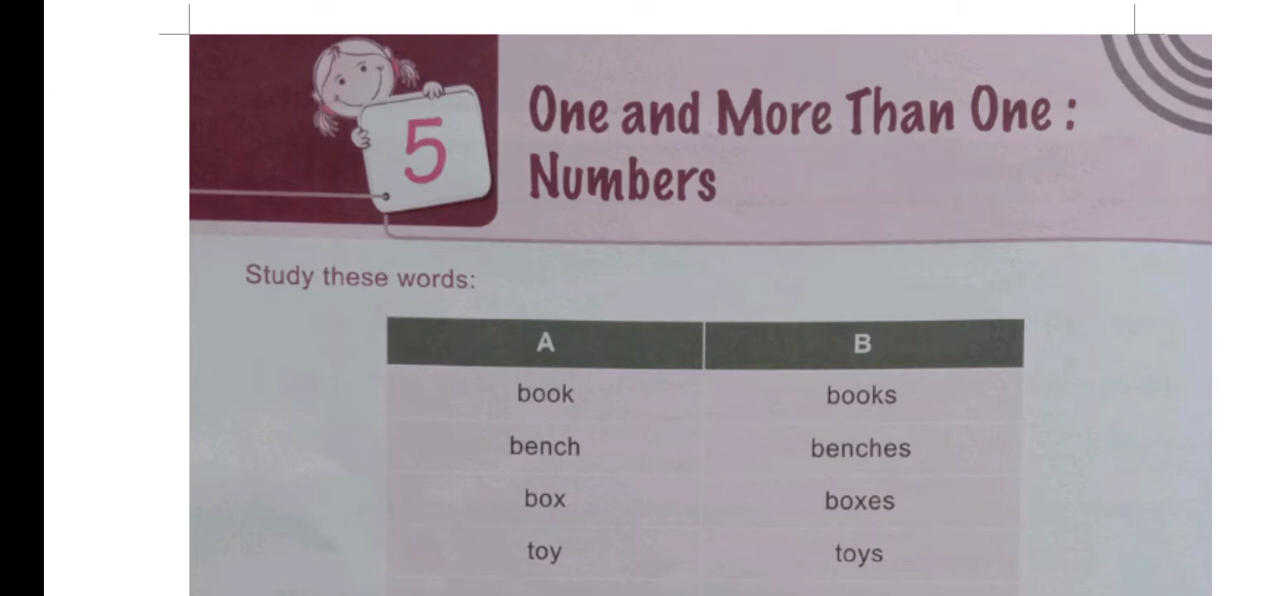 5
One and More Than One :
Numbers
Study these words:
A B
book books
bench benches
box boxes
toy toys